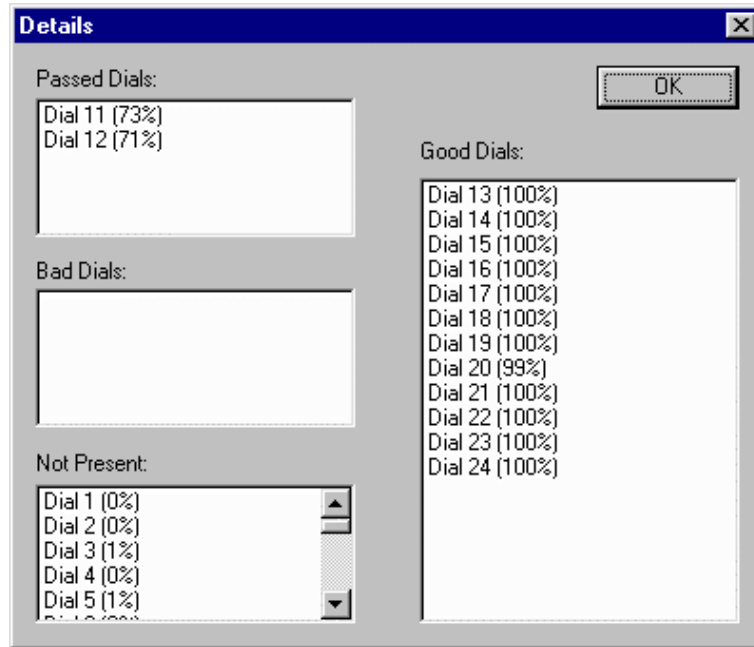 Details
Passed Dials:
Dial 11 (73%)
Dial 12 (71%)
Bad Dials:
Not Present:
Dial 1 (0%)
Dial 2 (0%)
Dial 3 (1%)
Dial 4 (0%)
Dial 5 (1%)
OK
Good Dials:
Dial 13 (100%)
Dial 14 (100%)
Dial 15 (100%)
Dial 16 (100%)
Dial 17 (100%)
Dial 18 (100%)
Dial 19 (100%)
Dial 20 (99%)
Dial 21 (100%)
Dial 22 (100%)
Dial 23 (100%)
Dial 24 (100%)